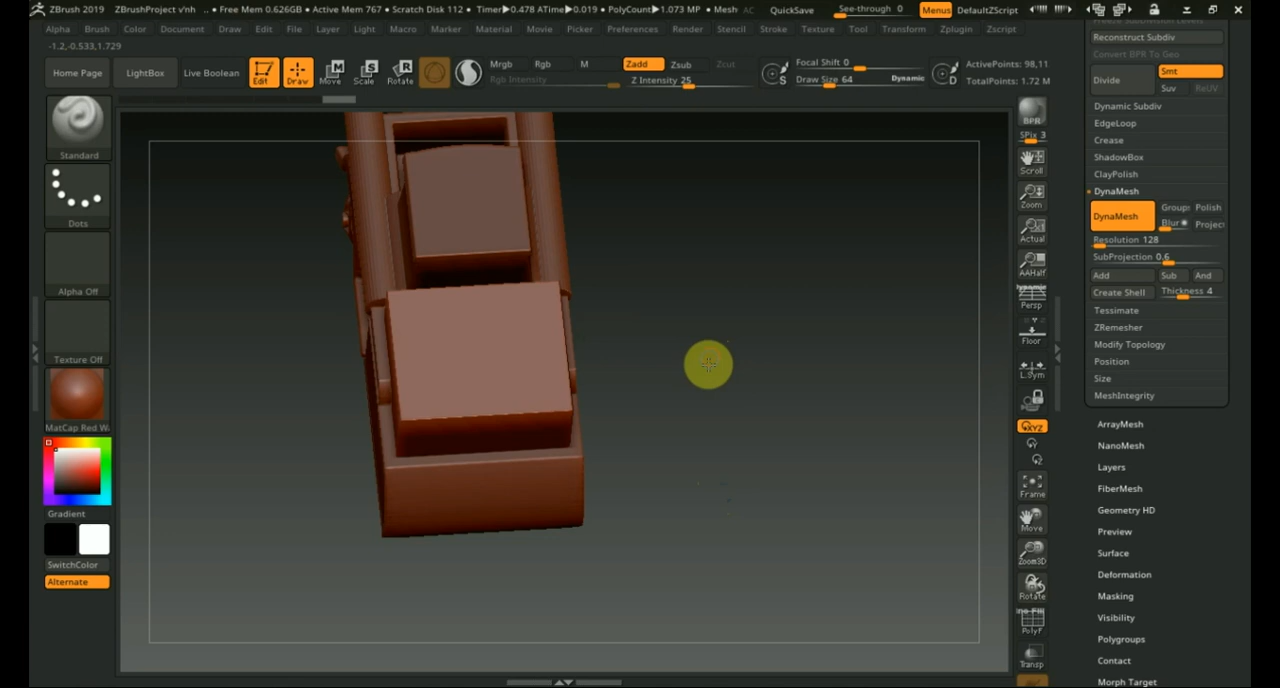 ZBrush 2019 ZBrushProject v'nh .. • Free Mem 0.626GB • Active Mem 767 • Scratch Disk 112 • Timer▶0.478 ATime▶0.019 • PolyCount▶1.073 MP • Mesh AC QuickSave See-through 0 Menus DefaultZScript
Alpha Brush Color Document Draw Edit File Layer Light Macro Marker Material Movie Picker Preferences Render Stencil Stroke Texture Tool Transform Zplugin Zscript
-1.2,-0.533,1.729
Home Page LightBox Live Boolean Edit Draw Move Scale Rotate
Mrgb Rgb M Zadd Zsub Zcut
Rgb Intensity Z Intensity 25
S Focal Shift 0
Draw Size 64 Dynamic D
ActivePoints: 98,11
TotalPoints: 1.72 M
Standard
Dots
Alpha Off
Texture Off
MatCap Red W
Gradient
SwitchColor
Alternate
BPR
SPix 3
Scroll
Zoom
Actual
AAHalf
Persp
Floor
L.Sym
XYZ
Frame
Move
Zoom3D
Rotate
PolyF
Transp
Freeze Subdivision Levels
Reconstruct Subdiv
Convert BPR To Geo
Divide Smt
Suv ReUV
Dynamic Subdiv
EdgeLoop
Crease
ShadowBox
ClayPolish
DynaMesh
DynaMesh Groups Polish
Blur Project
Resolution 128
SubProjection 0.6
Add Sub And
Create Shell Thickness 4
Tessimate
ZRemesher
Modify Topology
Position
Size
MeshIntegrity
ArrayMesh
NanoMesh
Layers
FiberMesh
Geometry HD
Preview
Surface
Deformation
Masking
Visibility
Polygroups
Contact
Morph Target